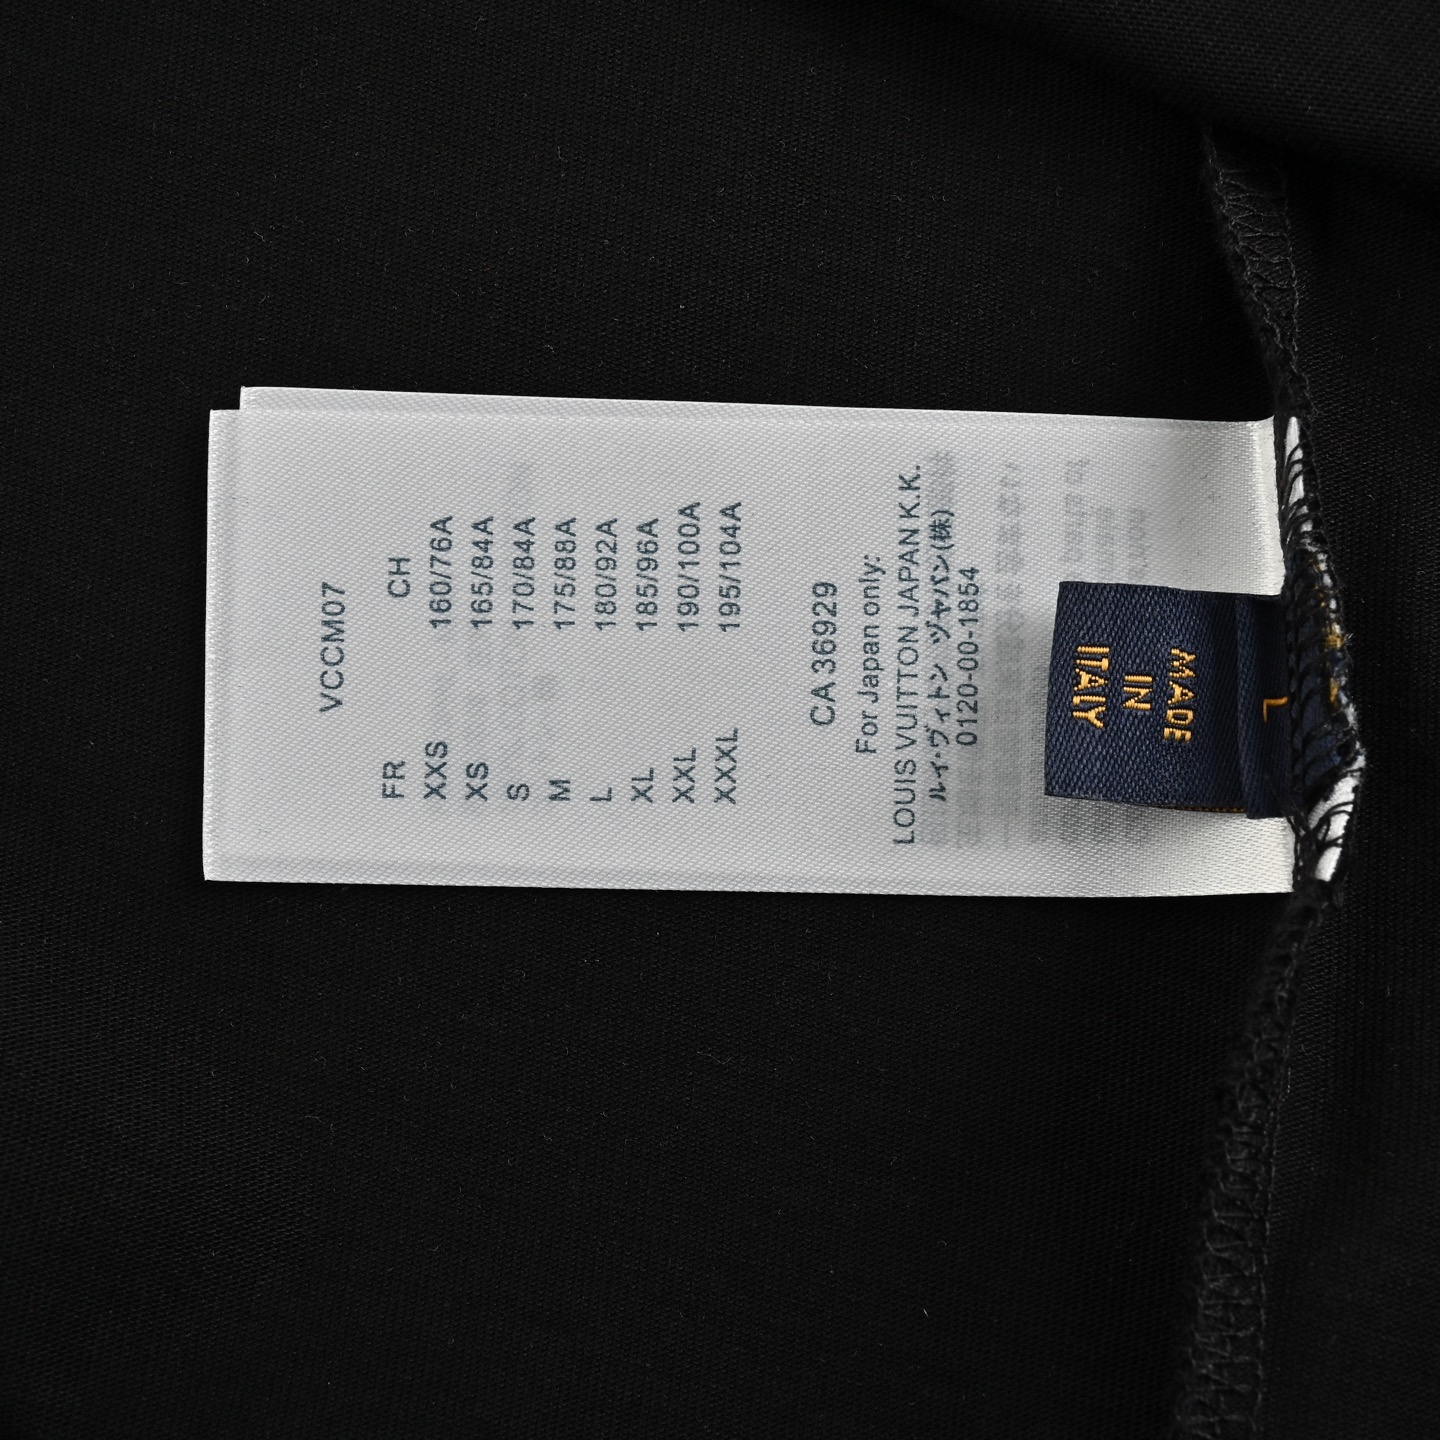 VCCM07
FR CH
XXS 160/76A
XS 165/84A
S 170/84A
M 175/88A
L 180/92A
XL 185/96A
XXL 190/100A
XXXL 195/104A
CA 36929
For Japan only:
LOUIS VUITTON JAPAN K.K.
ルイ・ヴィトン ヅャパン(株)
0120-00-1854
MADE
IN
ITALY
L